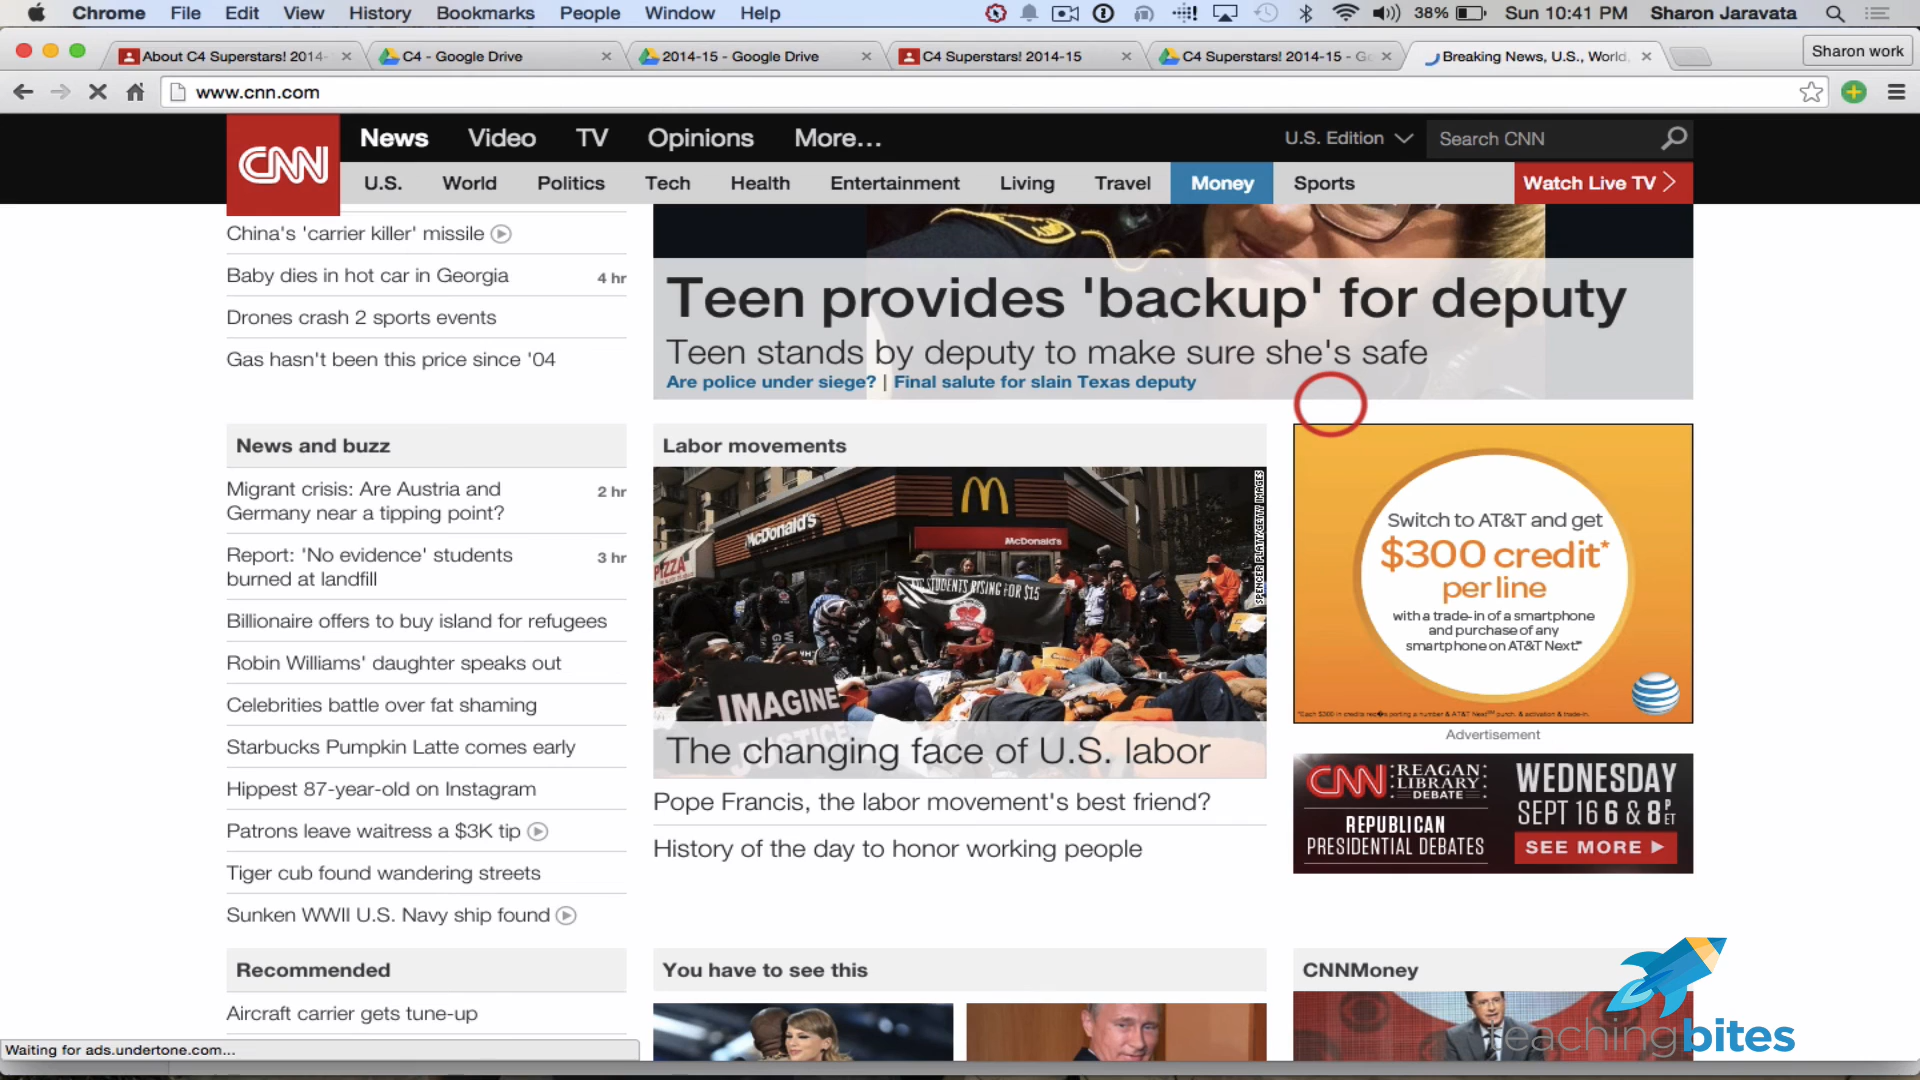 Chrome File Edit View History Bookmarks People Window Help 38% Sun 10:41 PM Sharon Jaravata
About C4 Superstars! 2014- C4 - Google Drive 2014-15 - Google Drive C4 Superstars! 2014-15 C4 Superstars! 2014-15 - Go Breaking News, U.S., World, Sharon work
www.cnn.com
CNN
News Video TV Opinions More... U.S. Edition Search CNN
U.S. World Politics Tech Health Entertainment Living Travel Money Sports Watch Live TV
China's 'carrier killer' missile
Baby dies in hot car in Georgia 4 hr
Drones crash 2 sports events
Gas hasn't been this price since '04
Teen provides 'backup' for deputy
Teen stands by deputy to make sure she's safe
Are police under siege? | Final salute for slain Texas deputy
News and buzz
Migrant crisis: Are Austria and 2 hr
Germany near a tipping point?
Report: 'No evidence' students 3 hr
burned at landfill
Billionaire offers to buy island for refugees
Robin Williams' daughter speaks out
Celebrities battle over fat shaming
Starbucks Pumpkin Latte comes early
Hippest 87-year-old on Instagram
Patrons leave waitress a $3K tip
Tiger cub found wandering streets
Sunken WWII U.S. Navy ship found
Labor movements
McDonald's
McDonald's
PIZZA
STUDENTS RISING FOR $15
IMAGINE
JUSTICE
SPENCER PLATT/GETTY IMAGES
The changing face of U.S. labor
Pope Francis, the labor movement's best friend?
History of the day to honor working people
Switch to AT&T and get
$300 credit*
per line
with a trade-in of a smartphone
and purchase of any
smartphone on AT&T Next.℠
Advertisement
CNN REAGAN LIBRARY DEBATE
REPUBLICAN
PRESIDENTIAL DEBATES
WEDNESDAY
SEPT 16 6 & 8P ET
SEE MORE
Recommended
Aircraft carrier gets tune-up
You have to see this
CNNMoney
teachingbites
Waiting for ads.undertone.com...